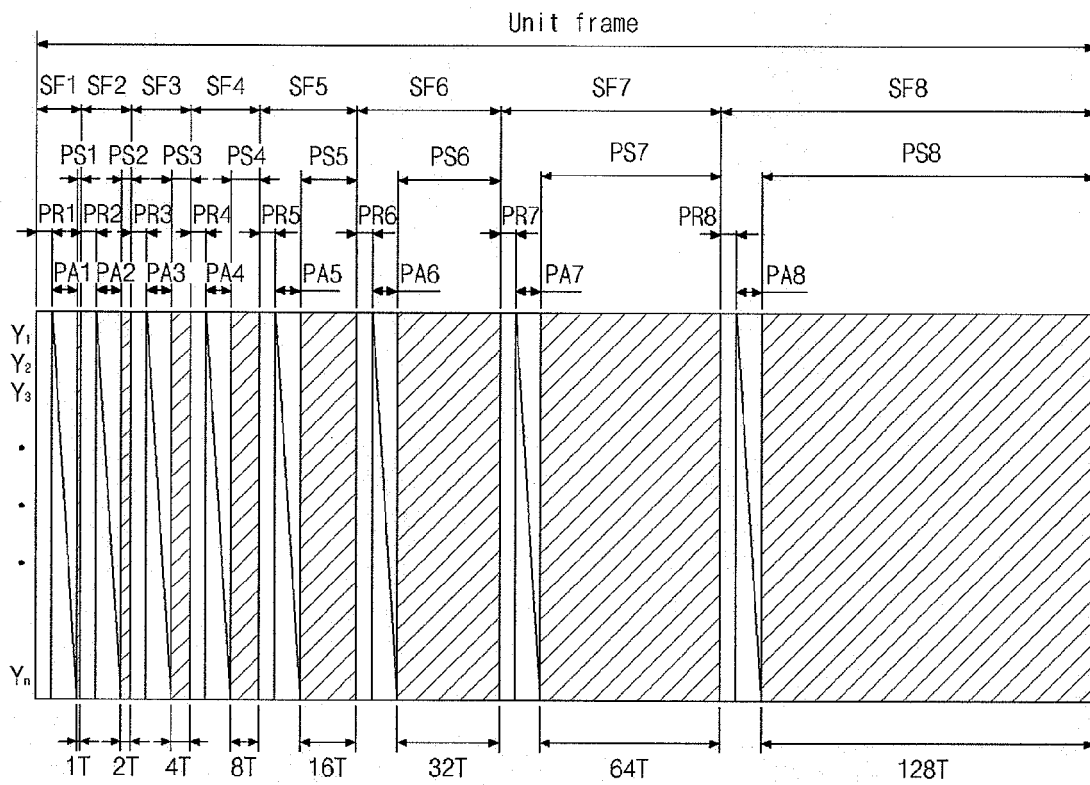 Unit frame
SF1 SF2 SF3 SF4 SF5 SF6 SF7 SF8
PS1 PS2 PS3 PS4 PS5 PS6 PS7 PS8
PR1 PR2 PR3 PR4 PR5 PR6 PR7 PR8
PA1 PA2 PA3 PA4 PA5 PA6 PA7 PA8
Y₁
Y₂
Y₃
Yₙ
1T 2T 4T 8T 16T 32T 64T 128T